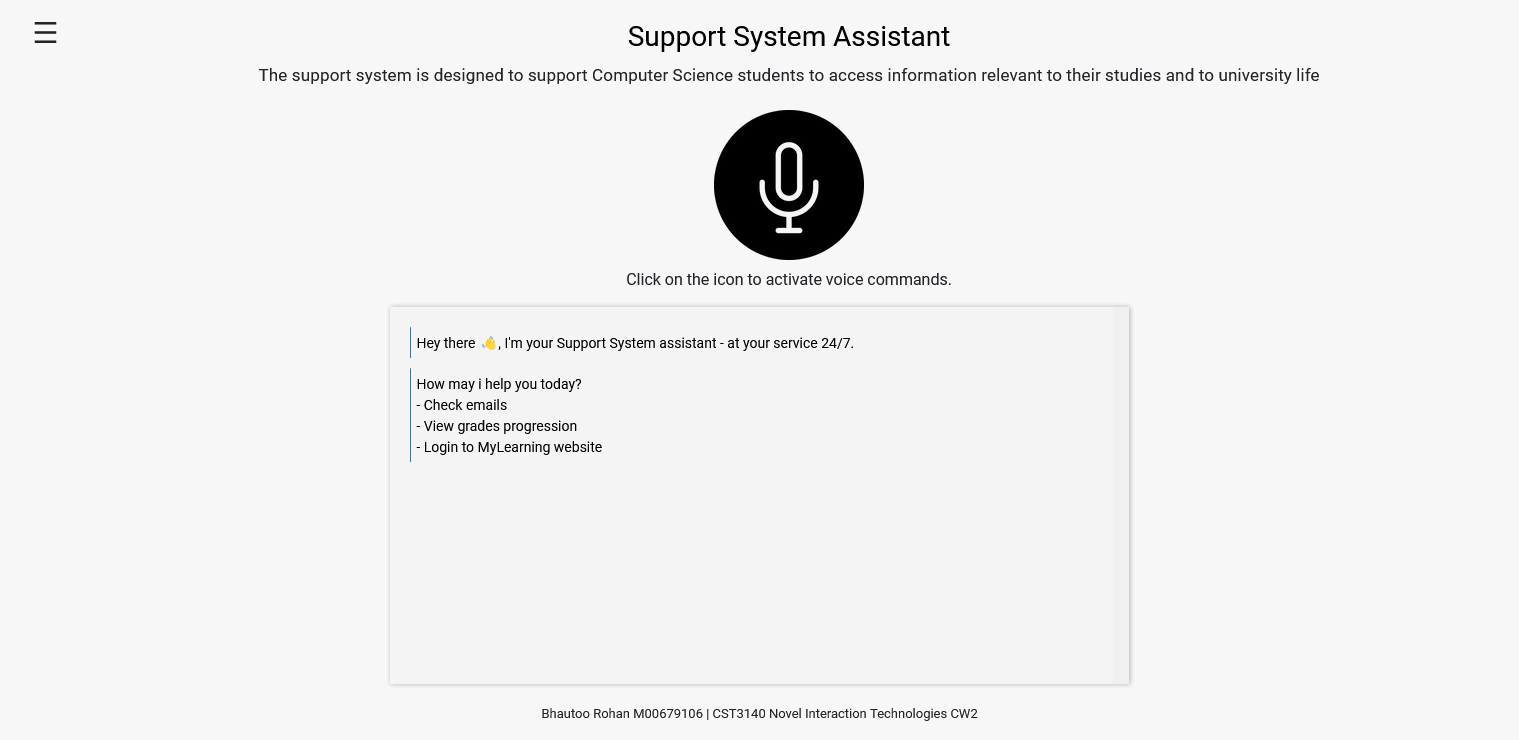 Support System Assistant
The support system is designed to support Computer Science students to access information relevant to their studies and to university life
Click on the icon to activate voice commands.
Hey there 👋, I'm your Support System assistant - at your service 24/7.
How may i help you today?
- Check emails
- View grades progression
- Login to MyLearning website
Bhautoo Rohan M00679106 | CST3140 Novel Interaction Technologies CW2